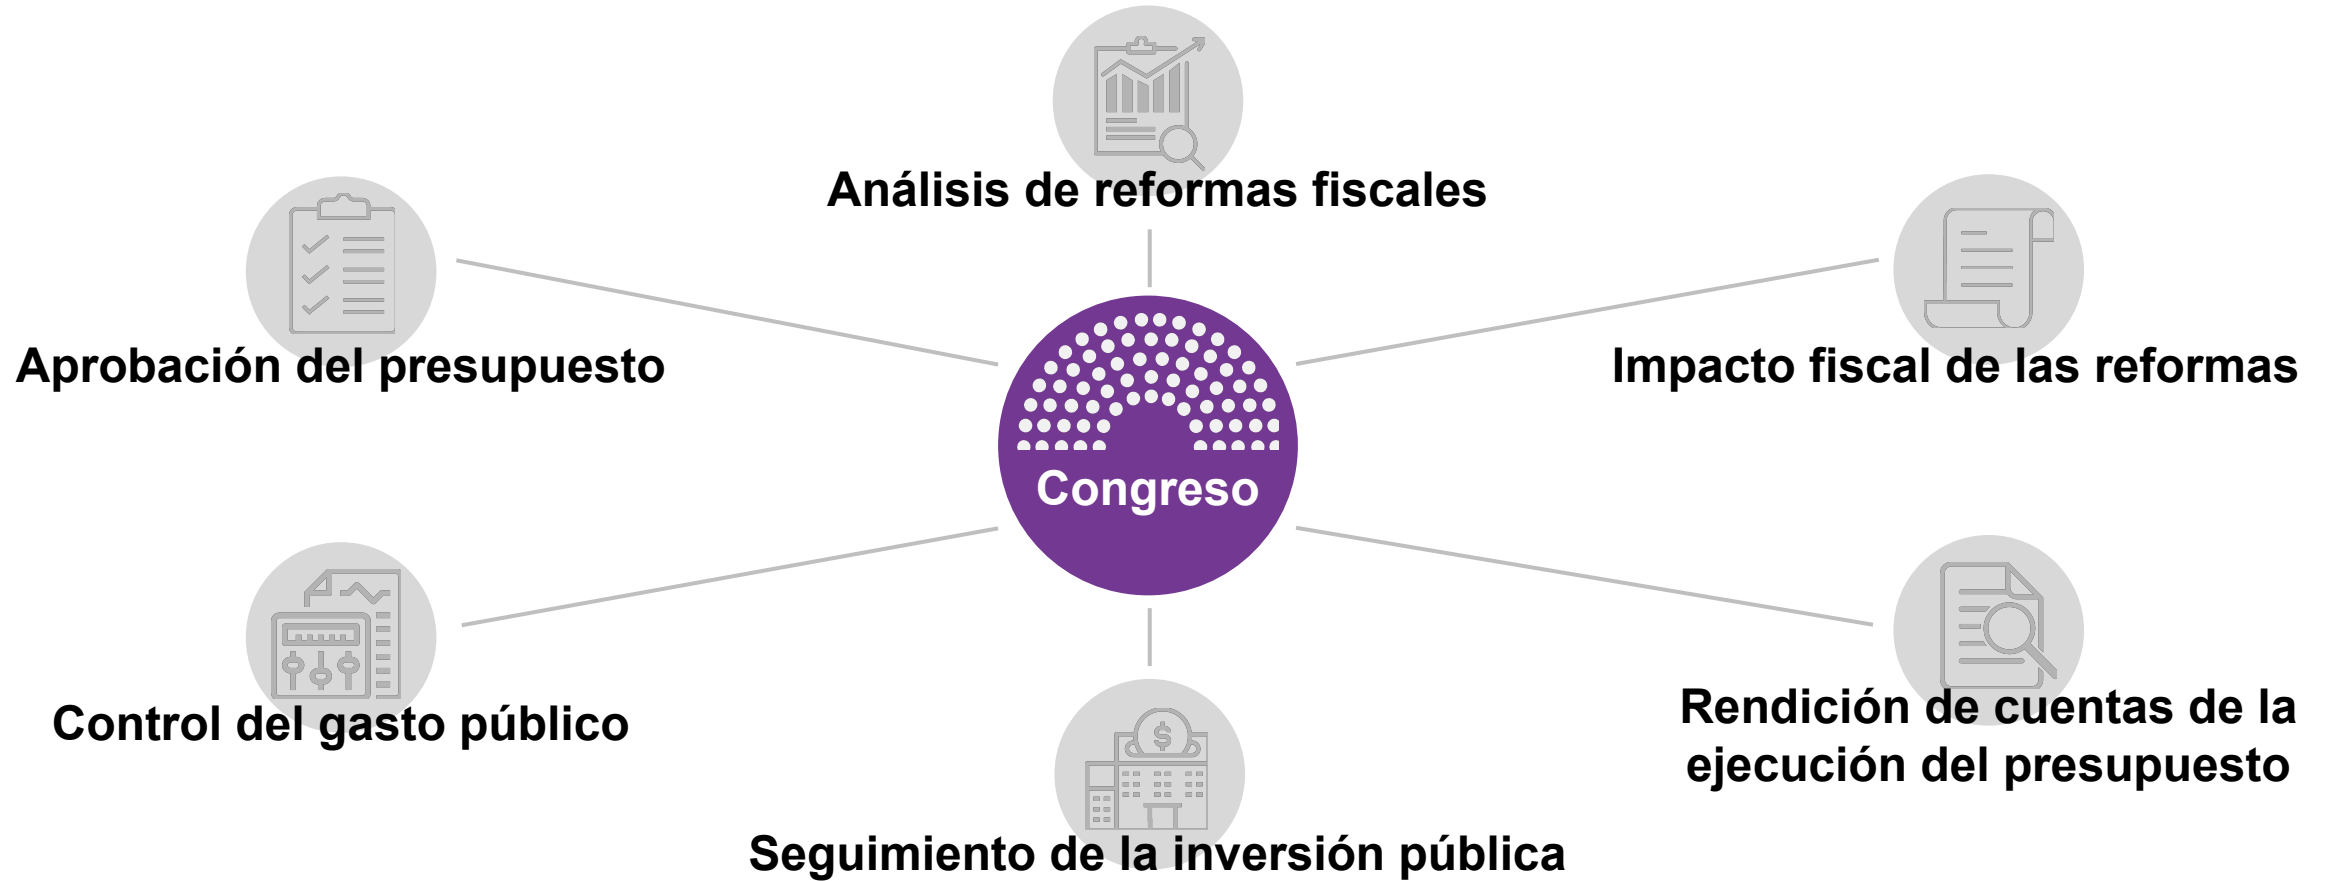 Análisis de reformas fiscales
Aprobación del presupuesto
Impacto fiscal de las reformas
Congreso
Control del gasto público
Rendición de cuentas de la
ejecución del presupuesto
$
Seguimiento de la inversión pública